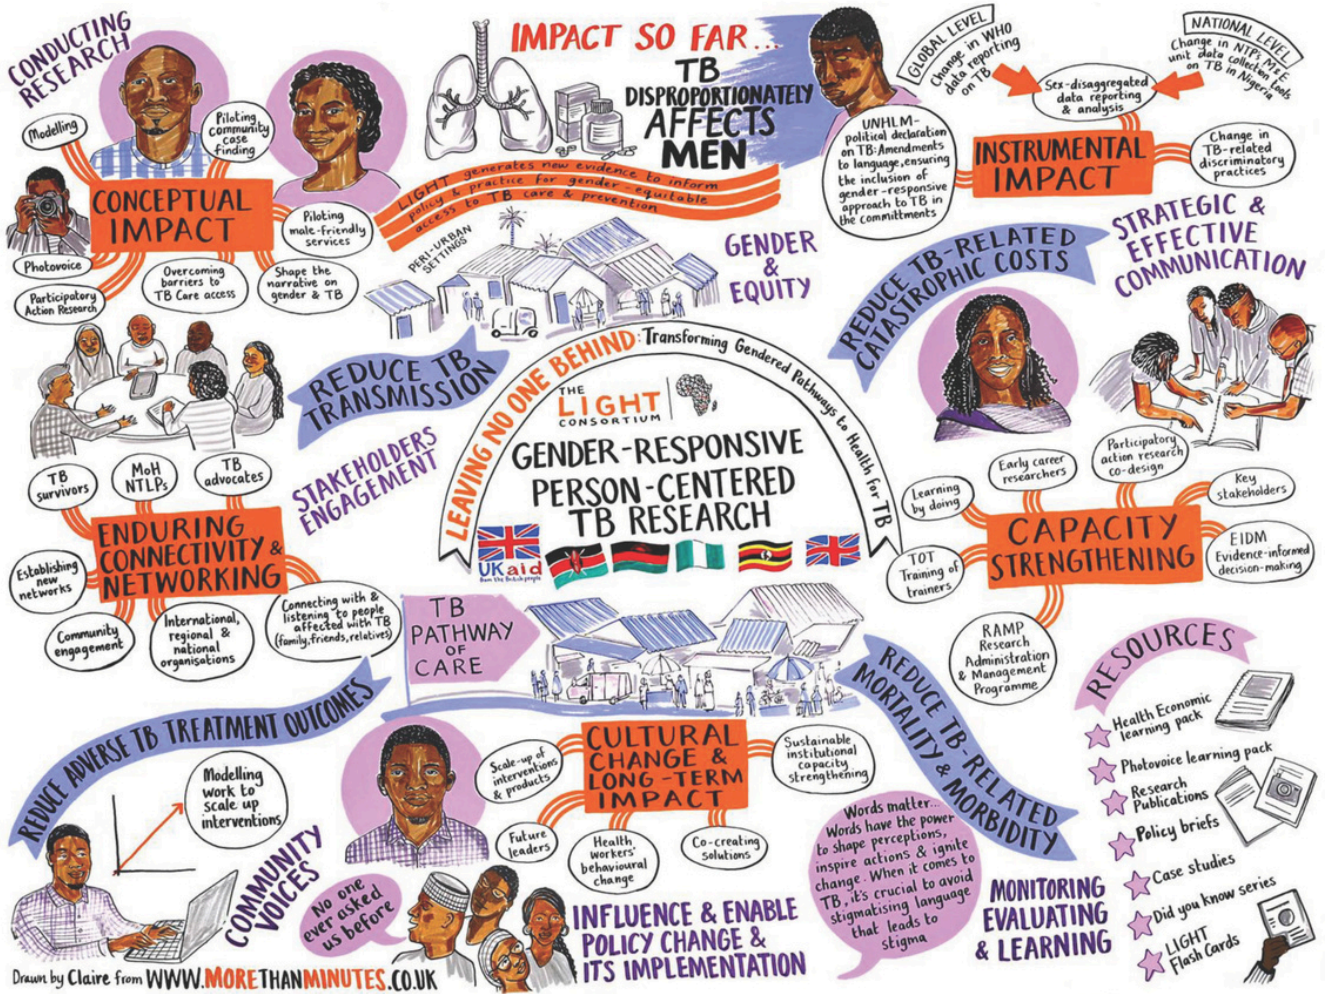 CONDUCTING
RESEARCH
Modelling
Piloting
community
case
finding
CONCEPTUAL
IMPACT
Piloting
male-friendly
services
Photovoice
Participatory
Action Research
Overcoming
barriers to
TB Care access
Shape the
narrative on
gender & TB
IMPACT SO FAR...
TB
DISPROPORTIONATELY
AFFECTS
MEN
LIGHT generates new evidence to inform
policy & practice for gender-equitable
access to TB care & prevention
PERI-URBAN
SETTINGS
GENDER
&
EQUITY
GLOBAL LEVEL
Change in WHO
data reporting
on TB
NATIONAL LEVEL
Change in NTP's M&E
unit data collection tools
on TB in Nigeria
Sex-disaggregated
data reporting
& analysis
UNHLM-
political declaration
on TB: Amendments
to language, ensuring
the inclusion of
gender-responsive
approach to TB in
the commitments
INSTRUMENTAL
IMPACT
Change in
TB-related
discriminatory
practices
STRATEGIC &
EFFECTIVE
COMMUNICATION
REDUCE TB-RELATED
CATASTROPHIC COSTS
REDUCE TB
TRANSMISSION
STAKEHOLDERS
ENGAGEMENT
LEAVING NO ONE BEHIND: Transforming Gendered Pathways to Health for TB
THE
LIGHT
CONSORTIUM
GENDER-RESPONSIVE
PERSON-CENTERED
TB RESEARCH
UKaid
from the British people
TB
survivors
MoH
NTLPs
TB
advocates
ENDURING
CONNECTIVITY &
NETWORKING
Establishing
new
networks
Community
engagement
International,
regional &
national
organisations
Connecting with &
listening to people
affected with TB
(family, friends, relatives)
Learning
by doing
Early career
researchers
Participatory
action research
co-design
Key
stakeholders
CAPACITY
STRENGTHENING
TOT
Training of
trainers
EIDM
Evidence-informed
decision-making
RAMP
Research
Administration
& Management
Programme
TB
PATHWAY
OF
CARE
REDUCE ADVERSE TB TREATMENT OUTCOMES
Modelling
work to
scale up
interventions
COMMUNITY
VOICES
No one
ever asked
us before
Scale-up of
interventions
& products
CULTURAL
CHANGE &
LONG-TERM
IMPACT
Sustainable
institutional
capacity
strengthening
Future
leaders
Health
workers'
behavioural
change
Co-creating
solutions
INFLUENCE & ENABLE
POLICY CHANGE &
ITS IMPLEMENTATION
REDUCE TB-RELATED
MORTALITY & MORBIDITY
Words matter...
Words have the power
to shape perceptions,
inspire actions & ignite
change. When it comes to
TB, it's crucial to avoid
stigmatising language
that leads to
stigma
MONITORING
EVALUATING
& LEARNING
RESOURCES
Health Economic
learning pack
Photovoice learning pack
Research
Publications
Policy briefs
Case studies
Did you know series
LIGHT
Flash Cards
Drawn by Claire from WWW.MORETHANMINUTES.CO.UK